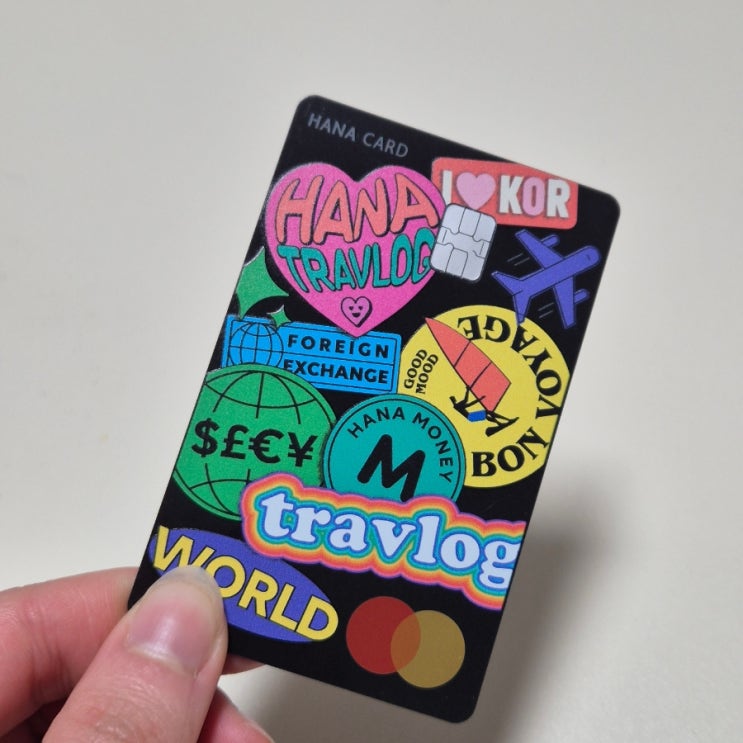 HANA CARD
I KOR
HANA
TRAVLOG
FOREIGN
EXCHANGE
GOOD
MOOD
BON VOYAGE
$£€¥
HANA MONEY
M
travlog
WORLD